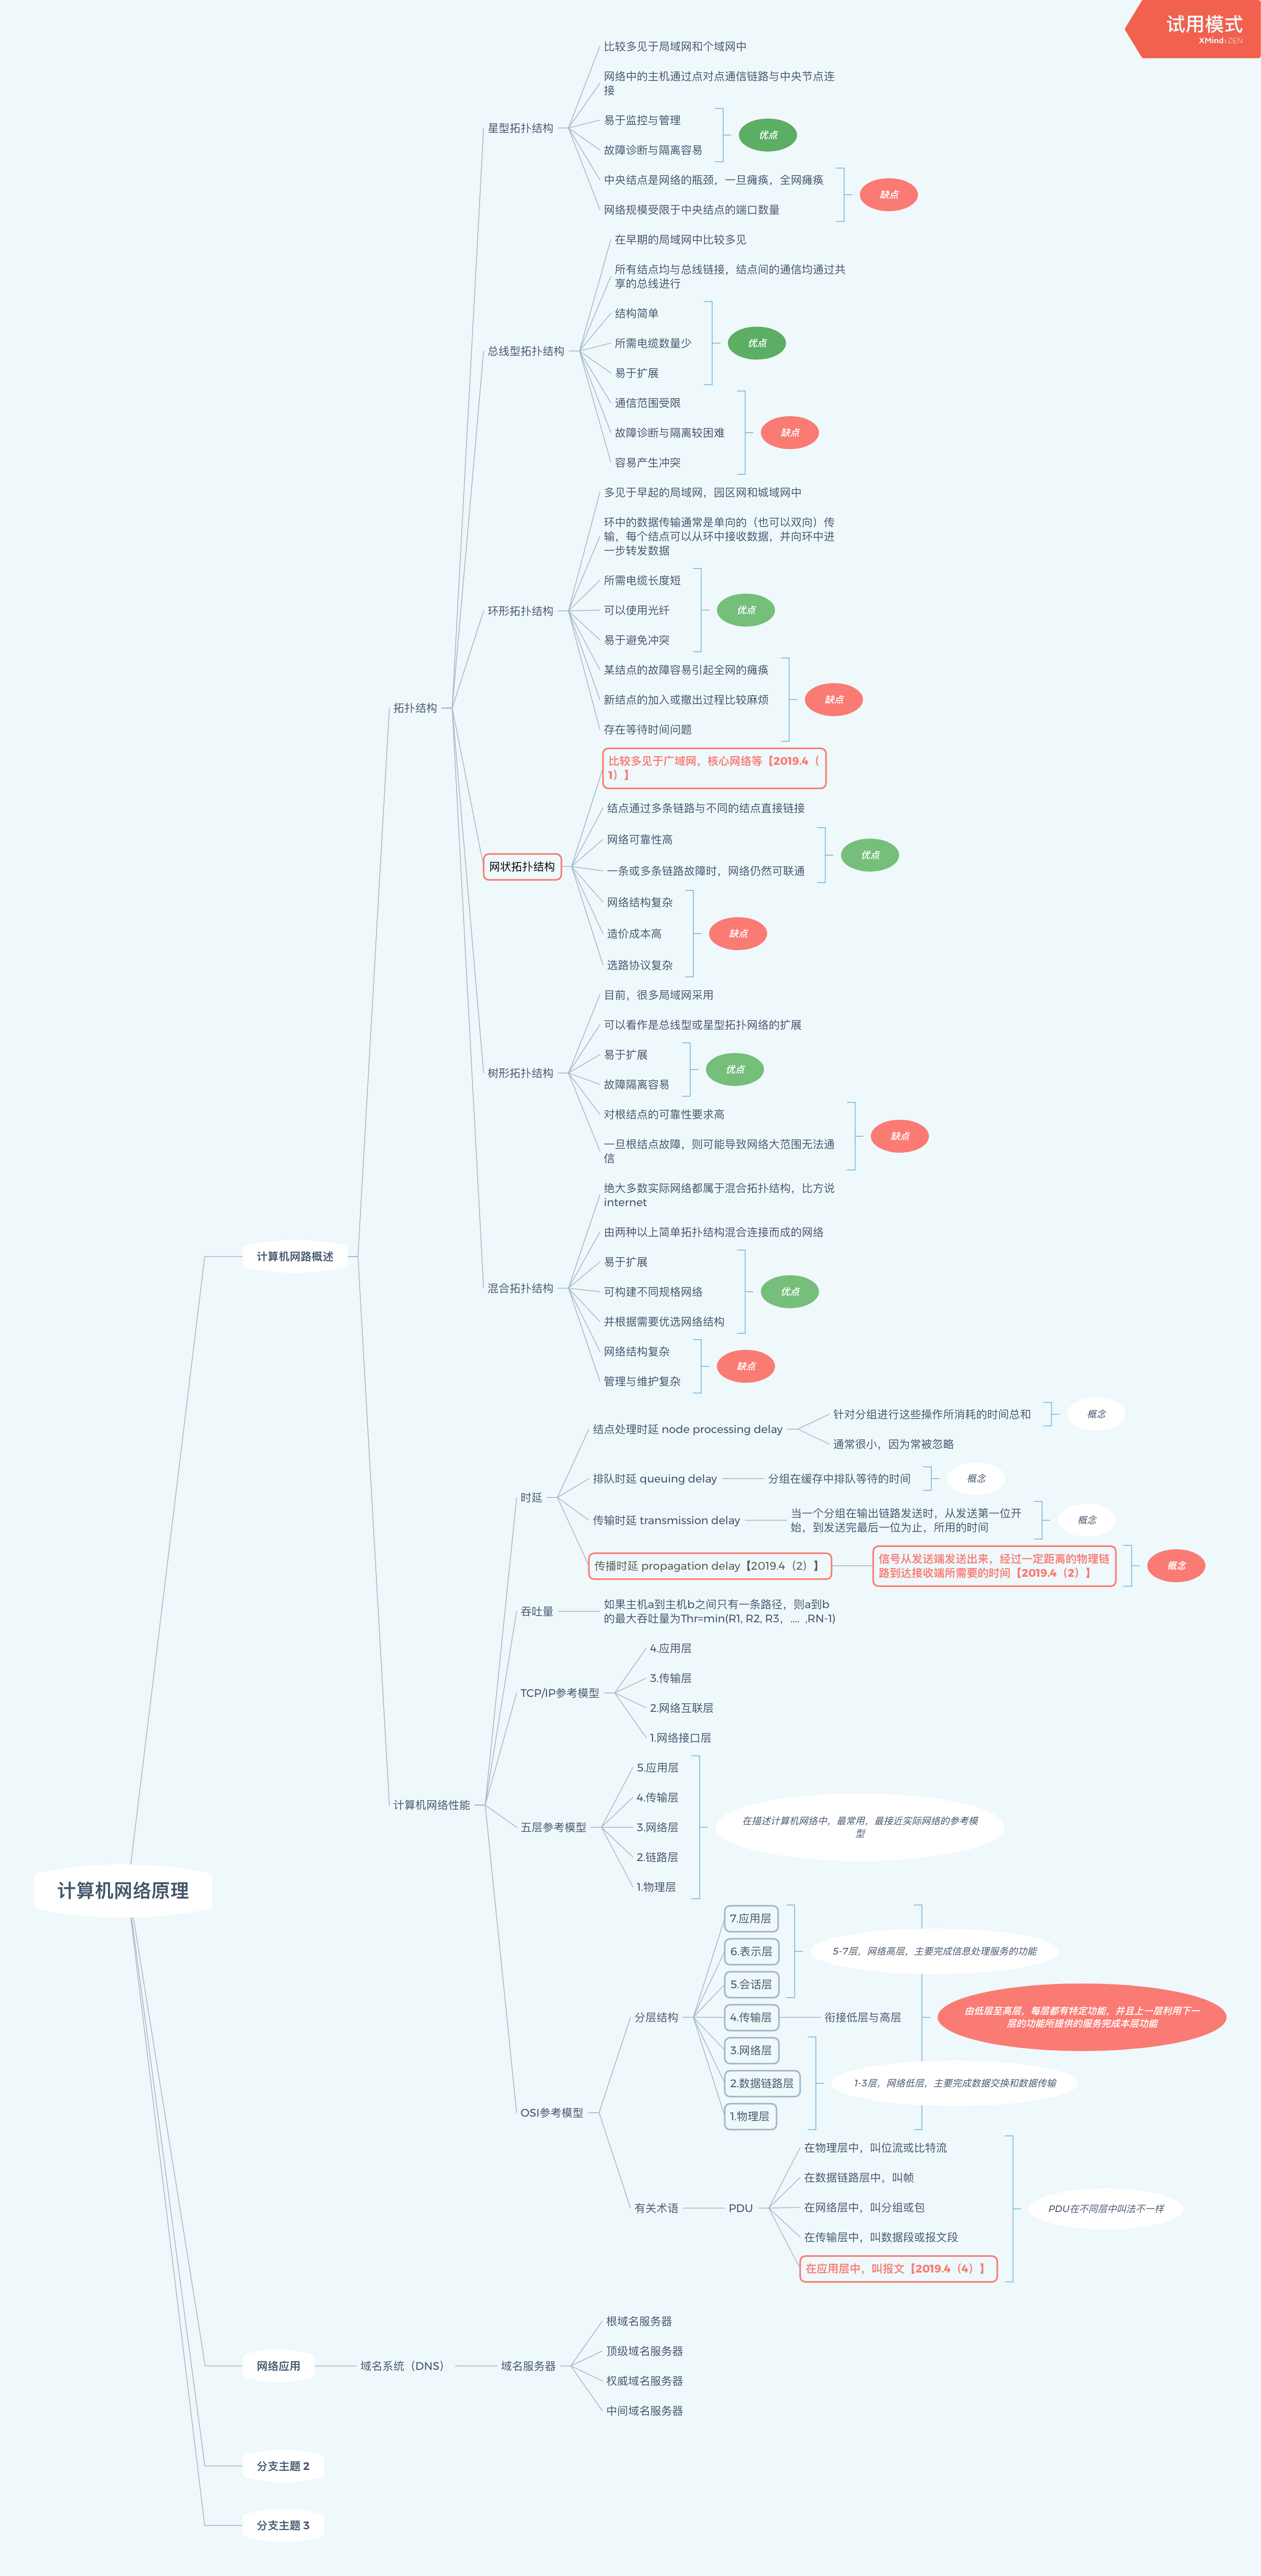 试用模式
XMind:ZEN
计算机网络原理
计算机网路概述
拓扑结构
星型拓扑结构
比较多见于局域网和个域网中
网络中的主机通过点对点通信链路与中央节点连
接
易于监控与管理
故障诊断与隔离容易
优点
中央结点是网络的瓶颈，一旦瘫痪，全网瘫痪
网络规模受限于中央结点的端口数量
缺点
总线型拓扑结构
在早期的局域网中比较多见
所有结点均与总线链接，结点间的通信均通过共
享的总线进行
结构简单
所需电缆数量少
易于扩展
优点
通信范围受限
故障诊断与隔离较困难
容易产生冲突
缺点
环形拓扑结构
多见于早起的局域网，园区网和城域网中
环中的数据传输通常是单向的（也可以双向）传
输，每个结点可以从环中接收数据，并向环中进
一步转发数据
所需电缆长度短
可以使用光纤
易于避免冲突
优点
某结点的故障容易引起全网的瘫痪
新结点的加入或撤出过程比较麻烦
存在等待时间问题
缺点
网状拓扑结构
比较多见于广域网，核心网络等【2019.4（
1）】
结点通过多条链路与不同的结点直接链接
网络可靠性高
一条或多条链路故障时，网络仍然可联通
优点
网络结构复杂
造价成本高
选路协议复杂
缺点
树形拓扑结构
目前，很多局域网采用
可以看作是总线型或星型拓扑网络的扩展
易于扩展
故障隔离容易
优点
对根结点的可靠性要求高
一旦根结点故障，则可能导致网络大范围无法通
信
缺点
混合拓扑结构
绝大多数实际网络都属于混合拓扑结构，比方说
internet
由两种以上简单拓扑结构混合连接而成的网络
易于扩展
可构建不同规格网络
并根据需要优选网络结构
优点
网络结构复杂
管理与维护复杂
缺点
计算机网络性能
时延
结点处理时延 node processing delay
针对分组进行这些操作所消耗的时间总和
概念
通常很小，因为常被忽略
排队时延 queuing delay
分组在缓存中排队等待的时间
概念
传输时延 transmission delay
当一个分组在输出链路发送时，从发送第一位开
始，到发送完最后一位为止，所用的时间
概念
传播时延 propagation delay【2019.4（2）】
信号从发送端发送出来，经过一定距离的物理链
路到达接收端所需要的时间【2019.4（2）】
概念
吞吐量
如果主机a到主机b之间只有一条路径，则a到b
的最大吞吐量为Thr=min(R1, R2, R3，.... ,RN-1)
TCP/IP参考模型
4.应用层
3.传输层
2.网络互联层
1.网络接口层
五层参考模型
5.应用层
4.传输层
3.网络层
2.链路层
1.物理层
在描述计算机网络中，最常用，最接近实际网络的参考模
型
OSI参考模型
分层结构
7.应用层
6.表示层
5.会话层
5-7层，网络高层，主要完成信息处理服务的功能
4.传输层
衔接低层与高层
3.网络层
2.数据链路层
1.物理层
1-3层，网络低层，主要完成数据交换和数据传输
由低层至高层，每层都有特定功能，并且上一层利用下一
层的功能所提供的服务完成本层功能
有关术语
PDU
在物理层中，叫位流或比特流
在数据链路层中，叫帧
在网络层中，叫分组或包
在传输层中，叫数据段或报文段
在应用层中，叫报文【2019.4（4）】
PDU在不同层中叫法不一样
网络应用
域名系统（DNS）
域名服务器
根域名服务器
顶级域名服务器
权威域名服务器
中间域名服务器
分支主题 2
分支主题 3